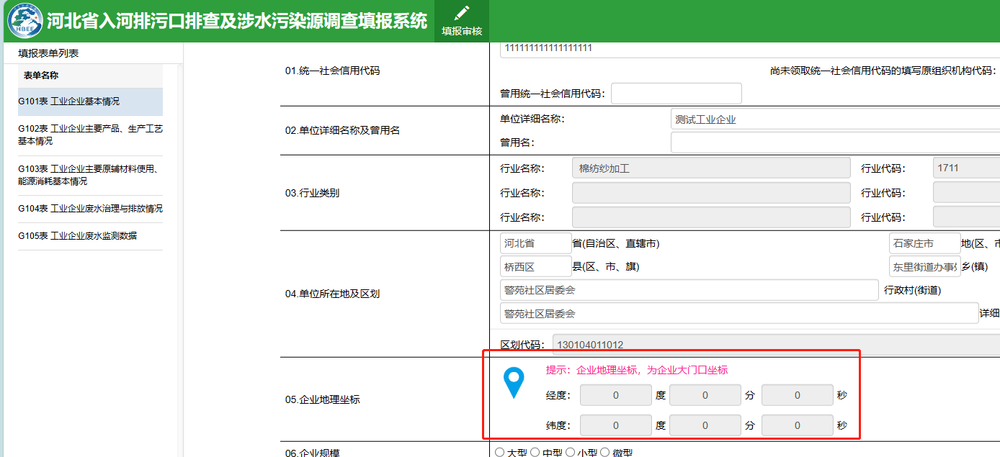 HBEE
河北省入河排污口排查及涉水污染源调查填报系统
填报审核
填报表单列表
表单名称
G101表 工业企业基本情况
G102表 工业企业主要产品、生产工艺
基本情况
G103表 工业企业主要原辅材料使用、
能源消耗基本情况
G104表 工业企业废水治理与排放情况
G105表 工业企业废水监测数据
111111111111111111
01.统一社会信用代码
尚未领取统一社会信用代码的填写原组织机构代码：
曾用统一社会信用代码：
02.单位详细名称及曾用名
单位详细名称： 测试工业企业
曾用名：
03.行业类别
行业名称： 棉纺纱加工 行业代码： 1711
行业名称： 行业代码：
行业名称： 行业代码：
04.单位所在地及区划
河北省 省(自治区、直辖市) 石家庄市 地(区、市
桥西区 县(区、市、旗) 东里街道办事处 乡(镇)
警苑社区居委会 行政村(街道)
警苑社区居委会 详细
区划代码： 130104011012
05.企业地理坐标
提示：企业地理坐标，为企业大门口坐标
经度： 0 度 0 分 0 秒
纬度： 0 度 0 分 0 秒
06.企业规模
大型 中型 小型 微型